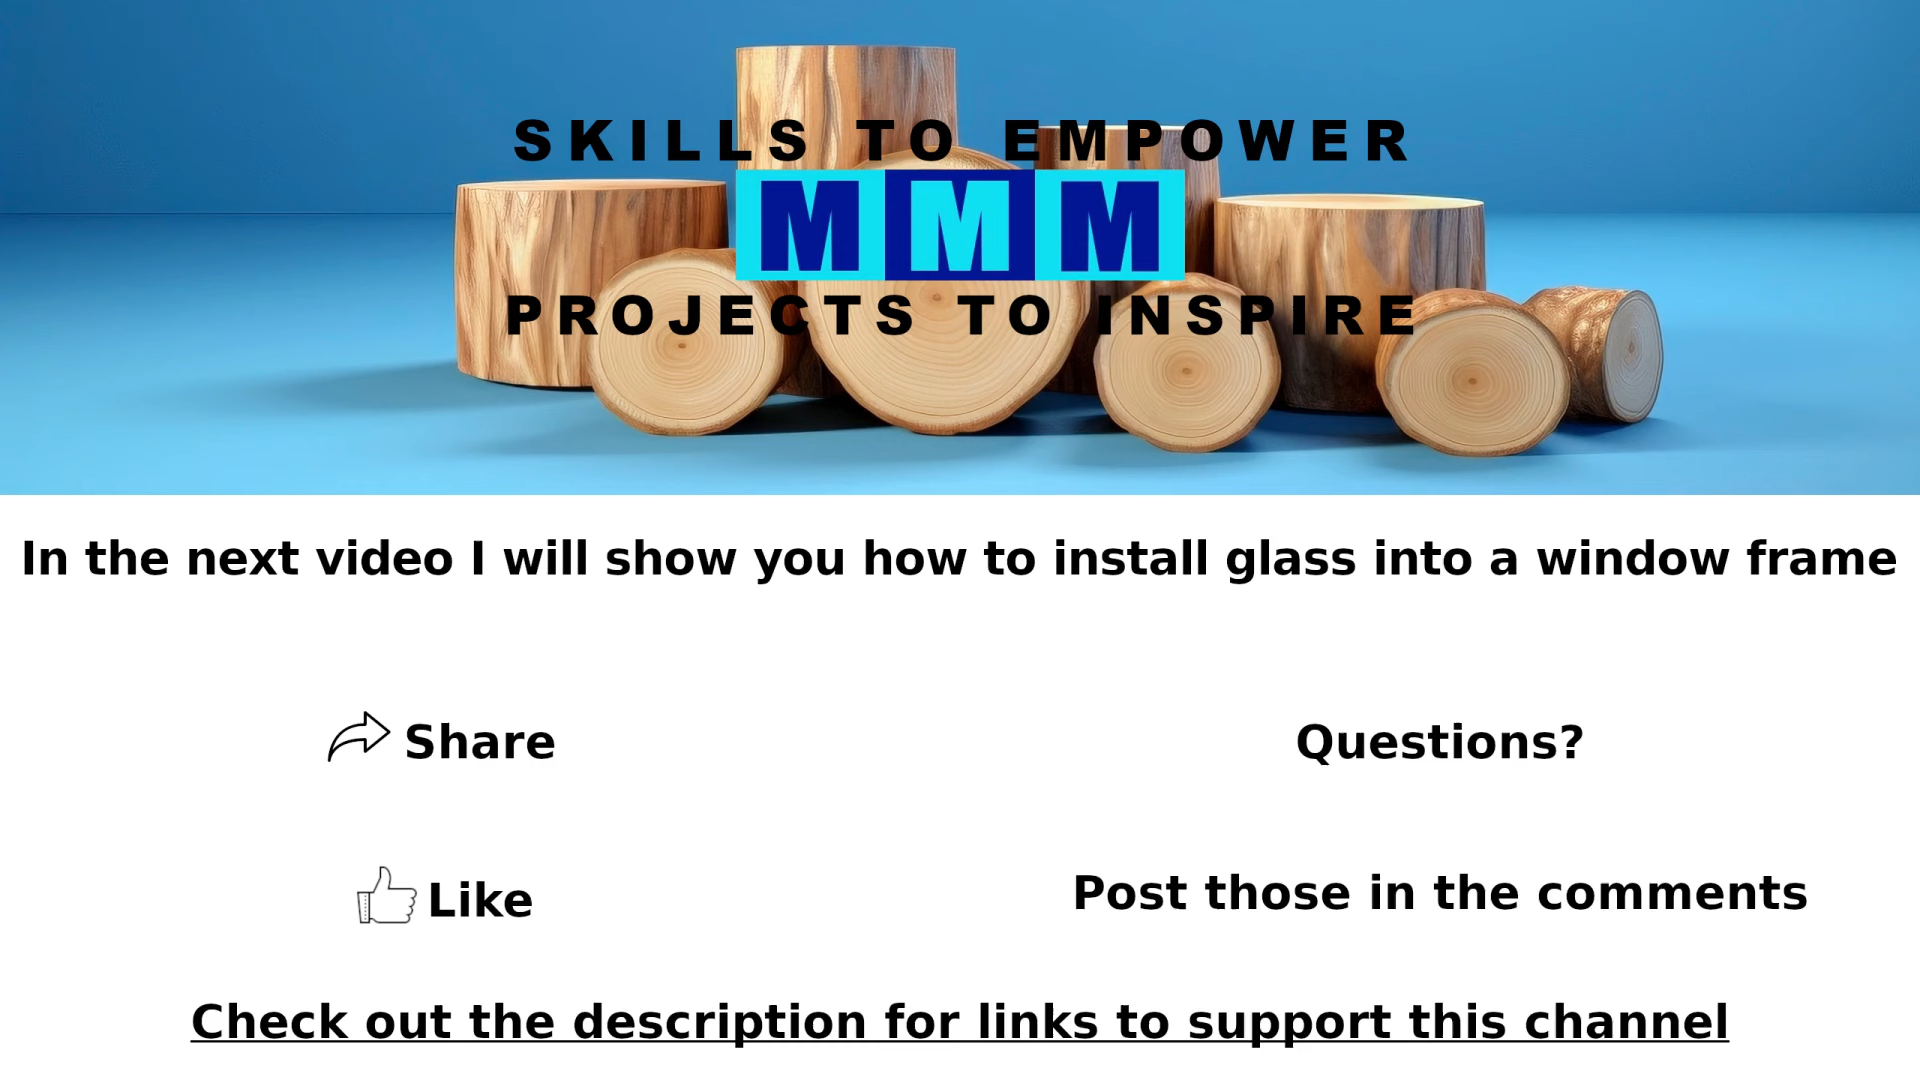 SKILLS TO EMPOWER
MMM
PROJECTS TO INSPIRE
In the next video I will show you how to install glass into a window frame
Share
Questions?
Like
Post those in the comments
Check out the description for links to support this channel